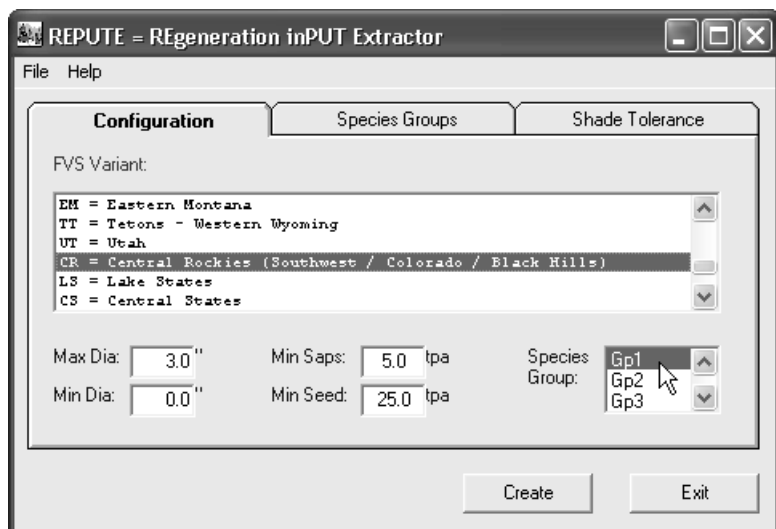 REPUTE = REgeneration inPUT Extractor
File Help
Configuration Species Groups Shade Tolerance
FVS Variant:
EM = Eastern Montana
TT = Tetons - Western Wyoming
UT = Utah
CR = Central Rockies (Southwest / Colorado / Black Hills)
LS = Lake States
CS = Central States
Max Dia: 3.0 " Min Saps: 5.0 tpa Species Group: Gp1
Min Dia: 0.0 " Min Seed: 25.0 tpa Gp2
Gp3
Create Exit